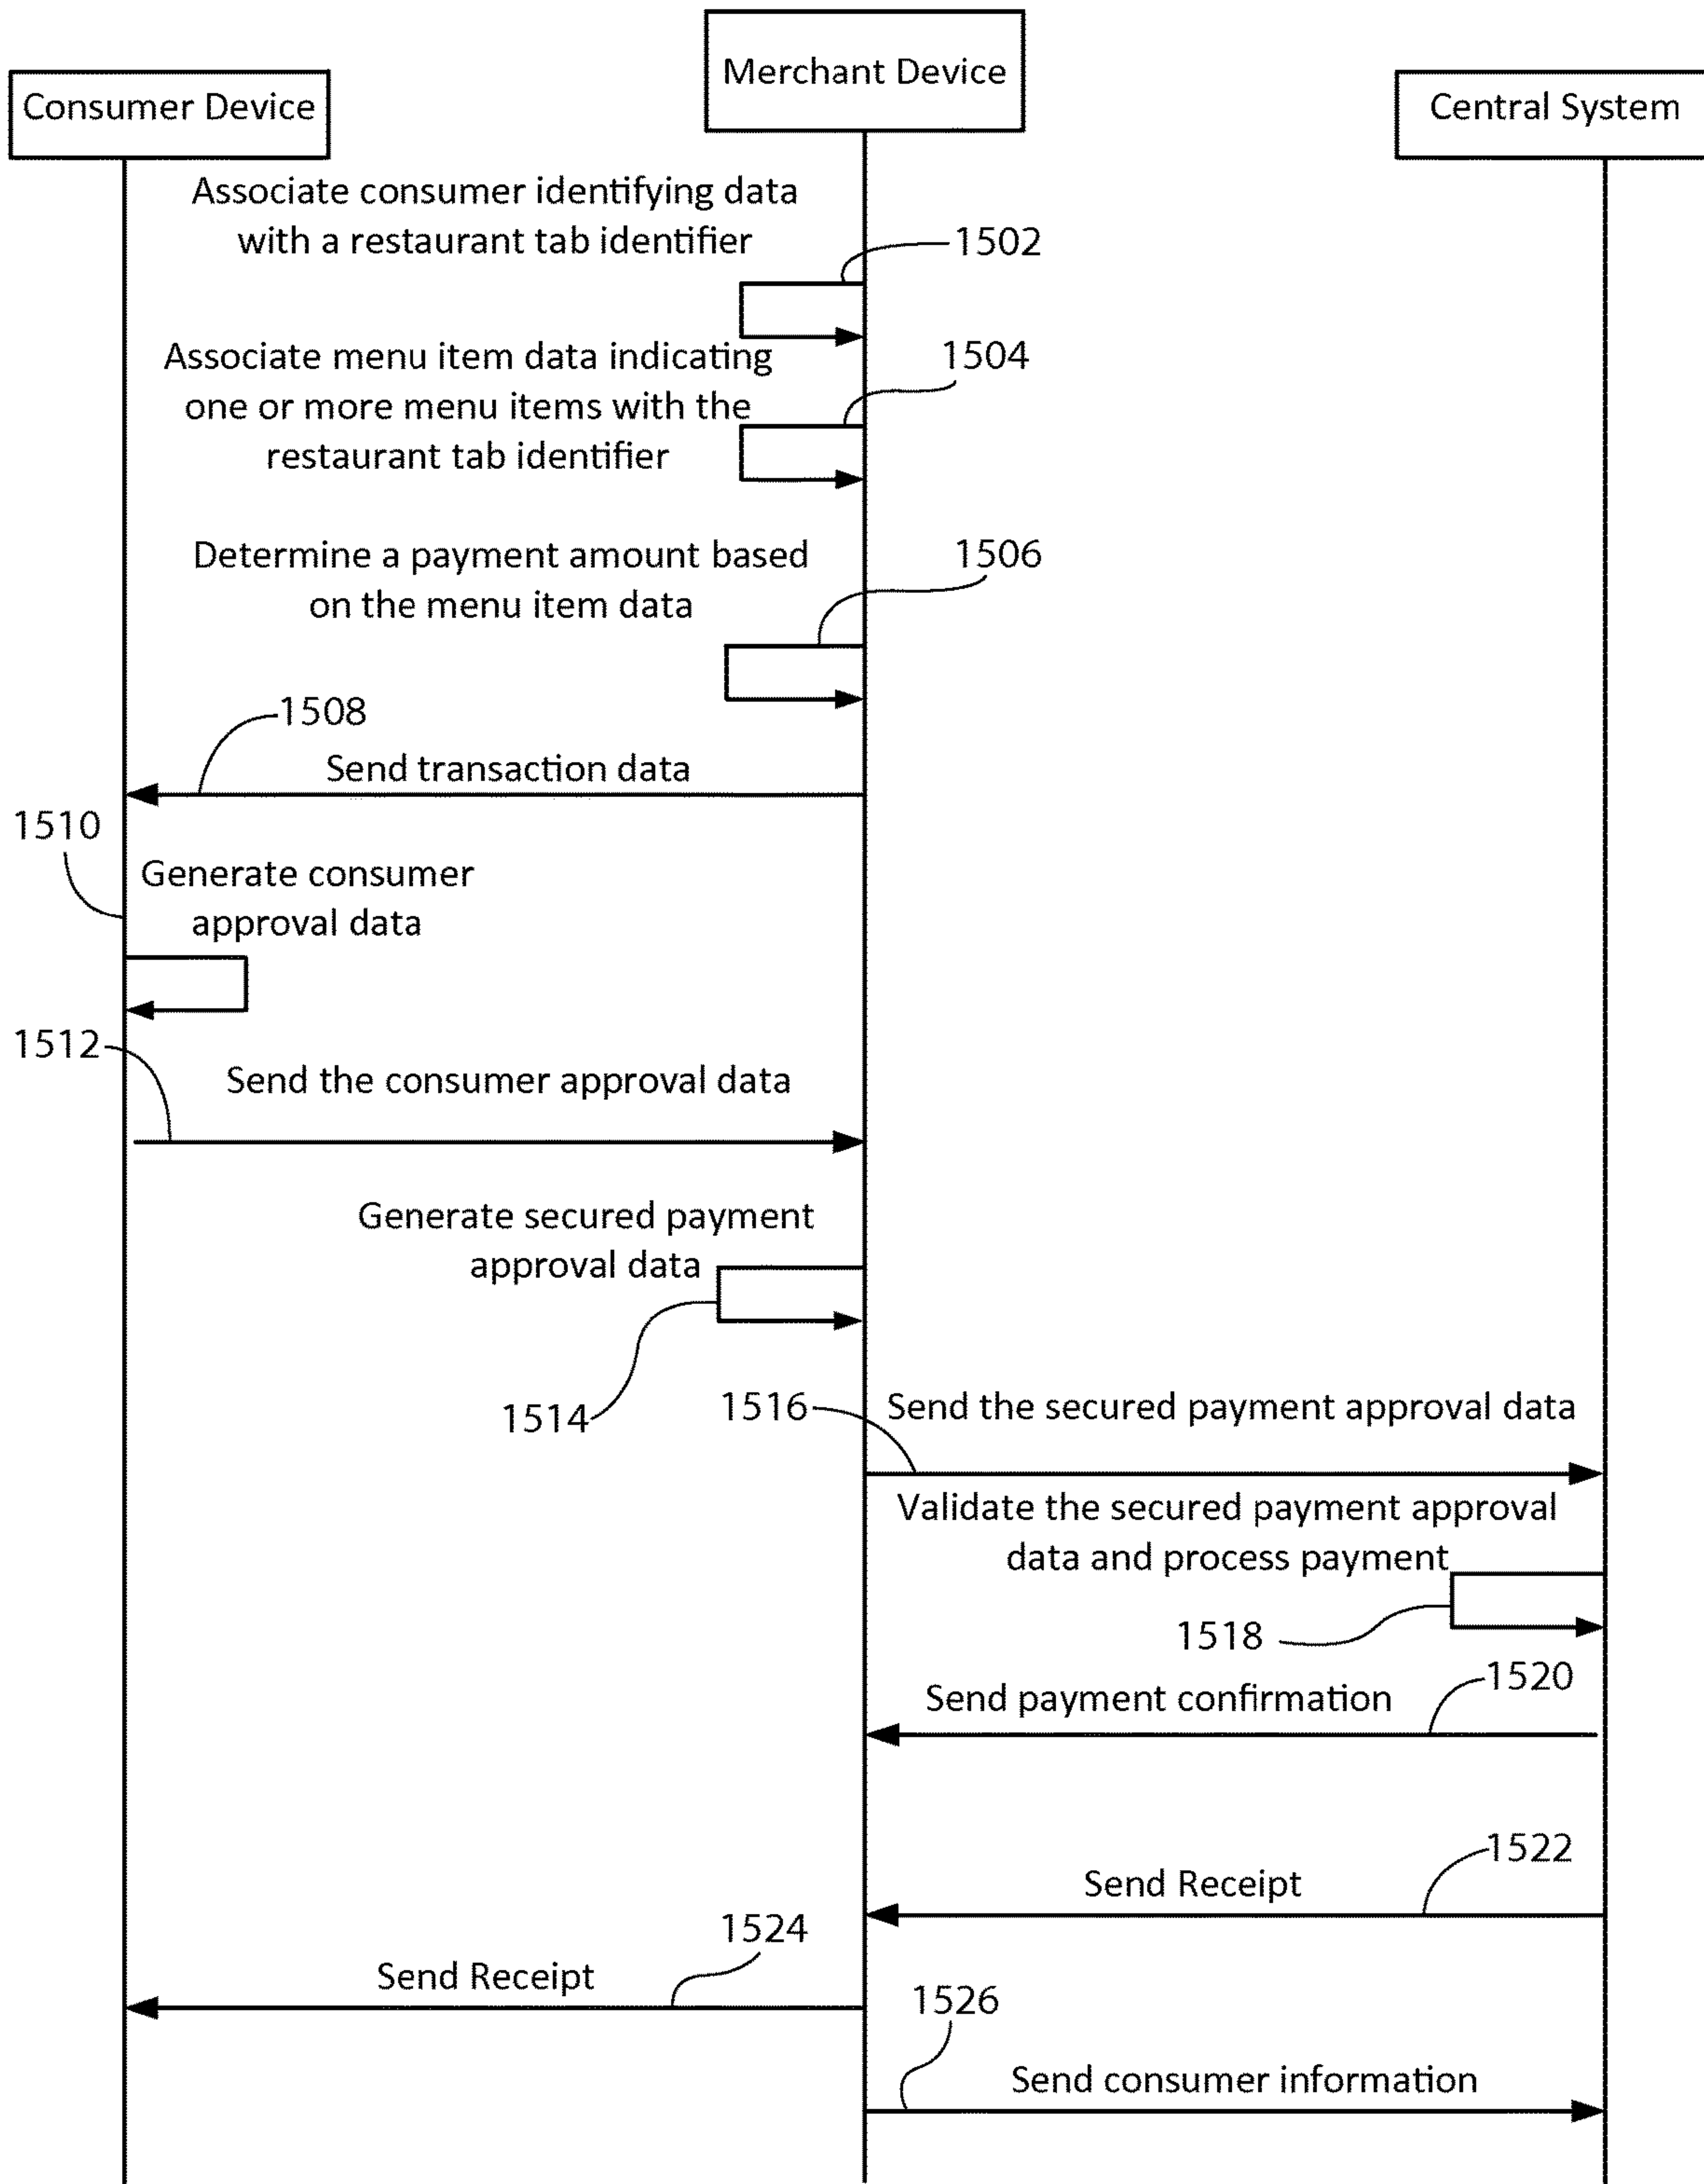 Merchant Device
Consumer Device
Central System
Associate consumer identifying data
with a restaurant tab identifier
1502
Associate menu item data indicating
one or more menu items with the
restaurant tab identifier
1504
Determine a payment amount based
on the menu item data
1506
1508
Send transaction data
1510
Generate consumer
approval data
1512
Send the consumer approval data
Generate secured payment
approval data
1514
1516
Send the secured payment approval data
Validate the secured payment approval
data and process payment
1518
1520
Send payment confirmation
1522
Send Receipt
1524
Send Receipt
1526
Send consumer information